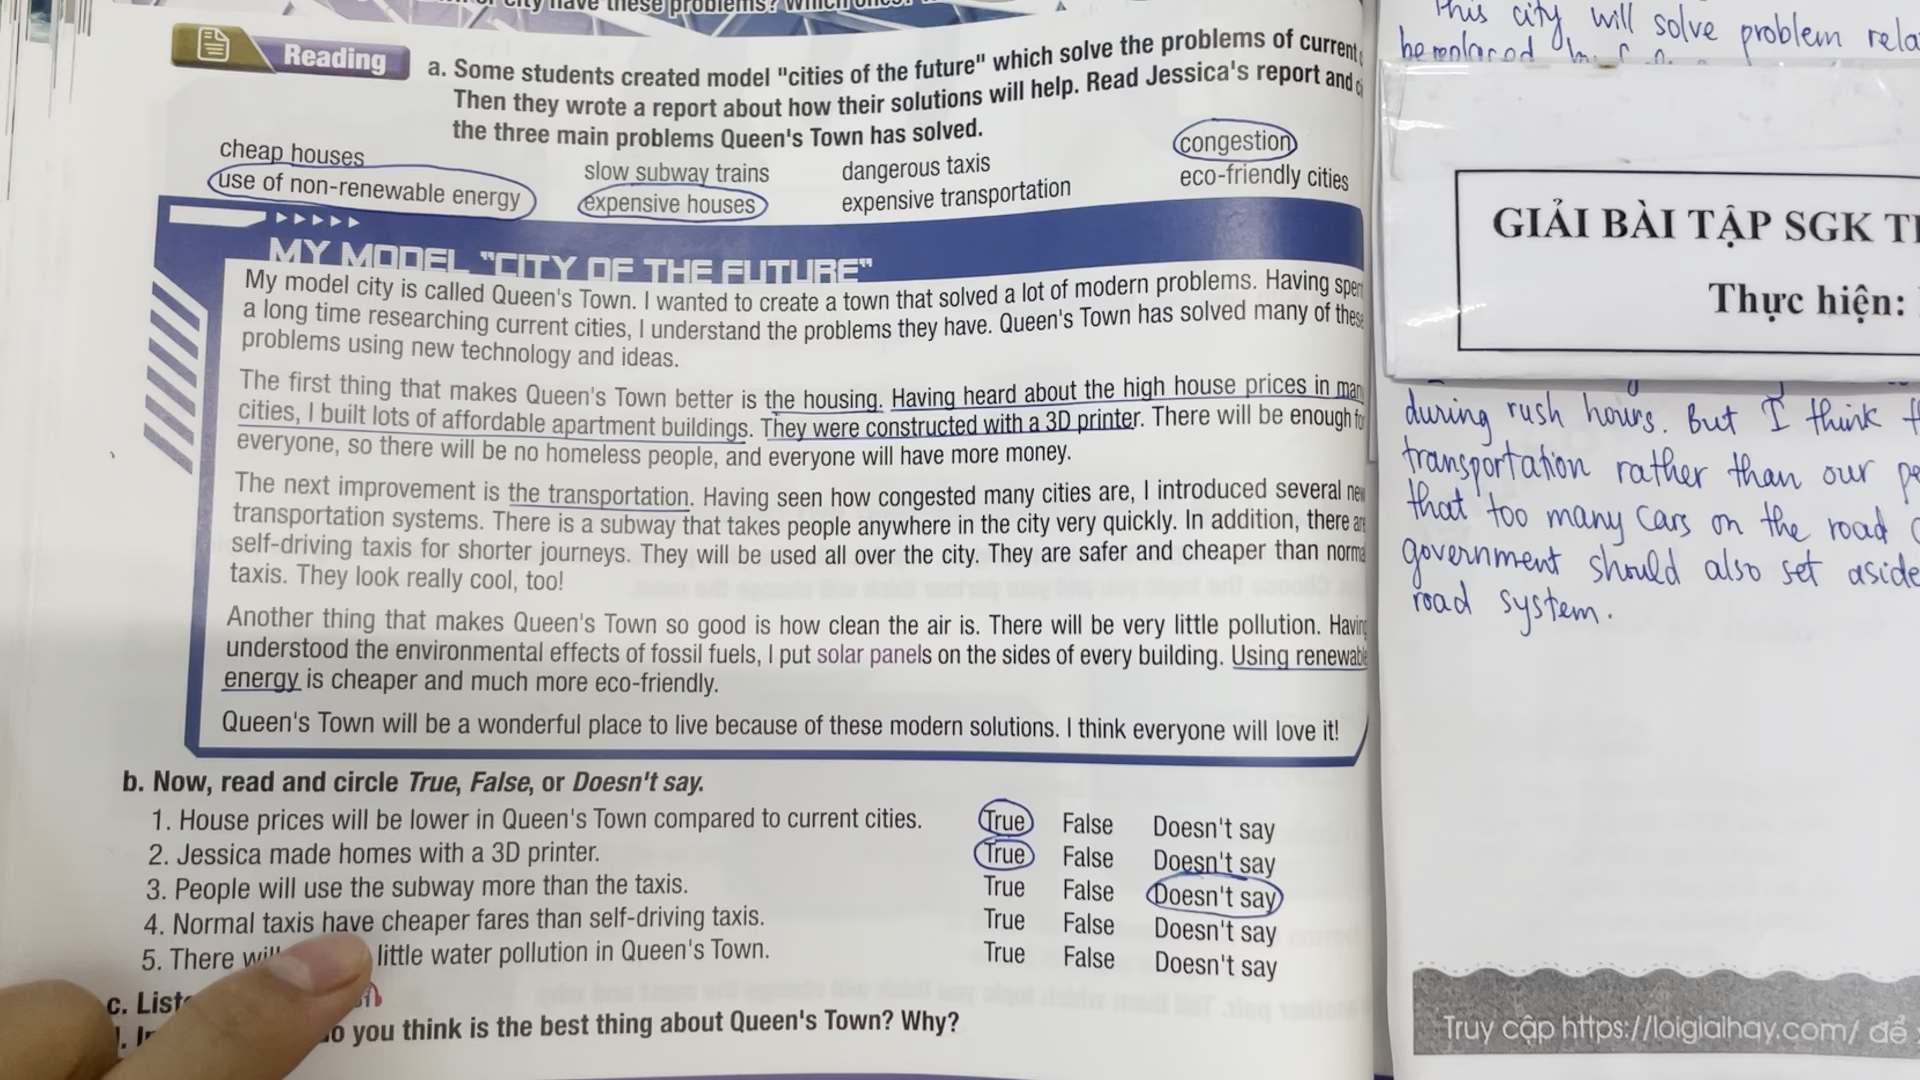 city have these problems?
Reading
a. Some students created model "cities of the future" which solve the problems of current
Then they wrote a report about how their solutions will help. Read Jessica's report and
the three main problems Queen's Town has solved.
cheap houses
slow subway trains
dangerous taxis
congestion
use of non-renewable energy
expensive houses
expensive transportation
eco-friendly cities
MY MODEL "CITY OF THE FUTURE"
My model city is called Queen's Town. I wanted to create a town that solved a lot of modern problems. Having
a long time researching current cities, I understand the problems they have. Queen's Town has solved many of these
problems using new technology and ideas.
The first thing that makes Queen's Town better is the housing. Having heard about the high house prices in
cities, I built lots of affordable apartment buildings. They were constructed with a 3D printer. There will be enough
everyone, so there will be no homeless people, and everyone will have more money.
The next improvement is the transportation. Having seen how congested many cities are, I introduced several
transportation systems. There is a subway that takes people anywhere in the city very quickly. In addition, there
self-driving taxis for shorter journeys. They will be used all over the city. They are safer and cheaper than
taxis. They look really cool, too!
Another thing that makes Queen's Town so good is how clean the air is. There will be very little pollution.
understood the environmental effects of fossil fuels, I put solar panels on the sides of every building. Using
energy is cheaper and much more eco-friendly.
Queen's Town will be a wonderful place to live because of these modern solutions. I think everyone will love it!
b. Now, read and circle True, False, or Doesn't say.
1. House prices will be lower in Queen's Town compared to current cities. True False Doesn't say
2. Jessica made homes with a 3D printer. True False Doesn't say
3. People will use the subway more than the taxis. True False Doesn't say
4. Normal taxis have cheaper fares than self-driving taxis. True False Doesn't say
5. There little water pollution in Queen's Town. True False Doesn't say
c.
you think is the best thing about Queen's Town? Why?
This city will solve problem
be replaced
GIẢI BÀI TẬP SGK
Thực hiện:
during rush hours. But I think
transportation rather than our
that too many cars on the road
government should also set aside
road system.
Truy cập https://loigiaihay.com/ để